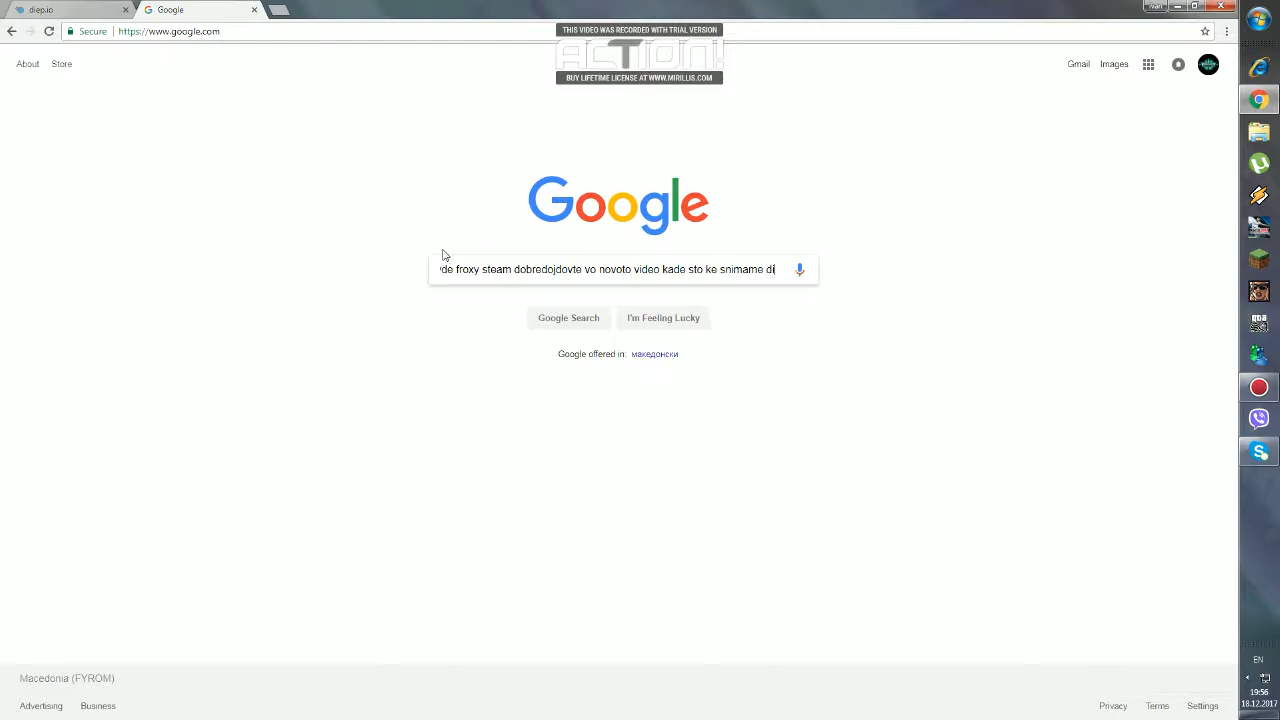 diep.io
Google
Ivan
Secure
https://www.google.com
THIS VIDEO WAS RECORDED WITH TRIAL VERSION
ACTION!
BUY LIFETIME LICENSE AT WWW.MIRILLIS.COM
About
Store
Gmail
Images
Google
de froxy steam dobredojdovte vo novoto video kade sto ke snimame di
Google Search
I'm Feeling Lucky
Google offered in: македонски
Macedonia (FYROM)
Advertising
Business
Privacy
Terms
Settings
EN
19:56
18.12.2017